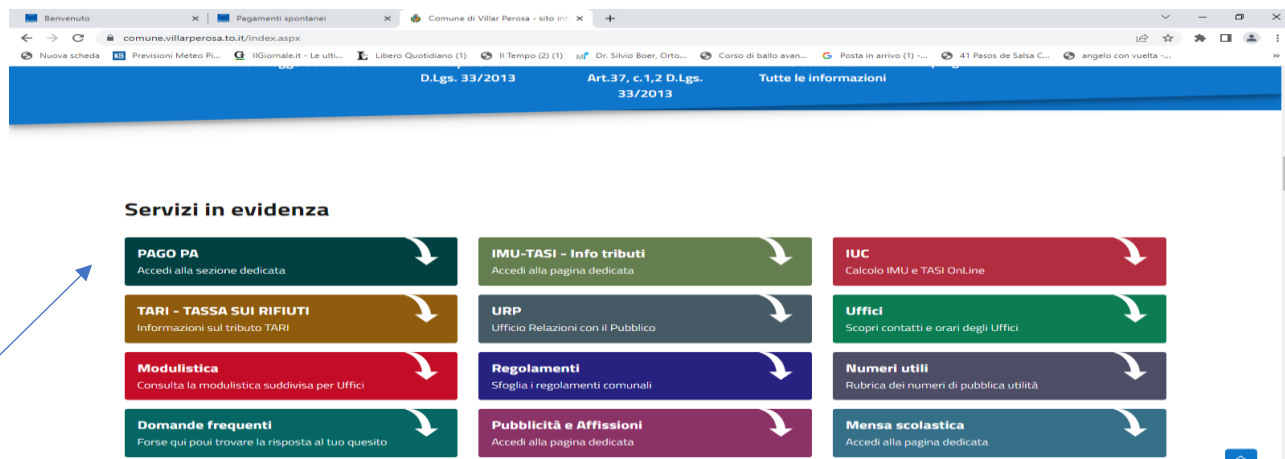 Benvenuto
Pagamenti spontanei
Comune di Villar Perosa - sito int
comune.villarperosa.to.it/index.aspx
Nuova scheda Previsioni Meteo Pi... IlGiornale.it - Le ulti... Libero Quotidiano (1) Il Tempo (2) (1) Dr. Silvio Boer, Orto... Corso di ballo avan... Posta in arrivo (1) -... 41 Pasos de Salsa C... angelo con vuelta -...
D.Lgs. 33/2013
Art.37, c.1,2 D.Lgs.
33/2013
Tutte le informazioni
Servizi in evidenza
PAGO PA
Accedi alla sezione dedicata
IMU-TASI - Info tributi
Accedi alla pagina dedicata
IUC
Calcolo IMU e TASI OnLine
TARI - TASSA SUI RIFIUTI
Informazioni sul tributo TARI
URP
Ufficio Relazioni con il Pubblico
Uffici
Scopri contatti e orari degli Uffici
Modulistica
Consulta la modulistica suddivisa per Uffici
Regolamenti
Sfoglia i regolamenti comunali
Numeri utili
Rubrica dei numeri di pubblica utilità
Domande frequenti
Forse qui poui trovare la risposta al tuo quesito
Pubblicità e Affissioni
Accedi alla pagina dedicata
Mensa scolastica
Accedi alla pagina dedicata